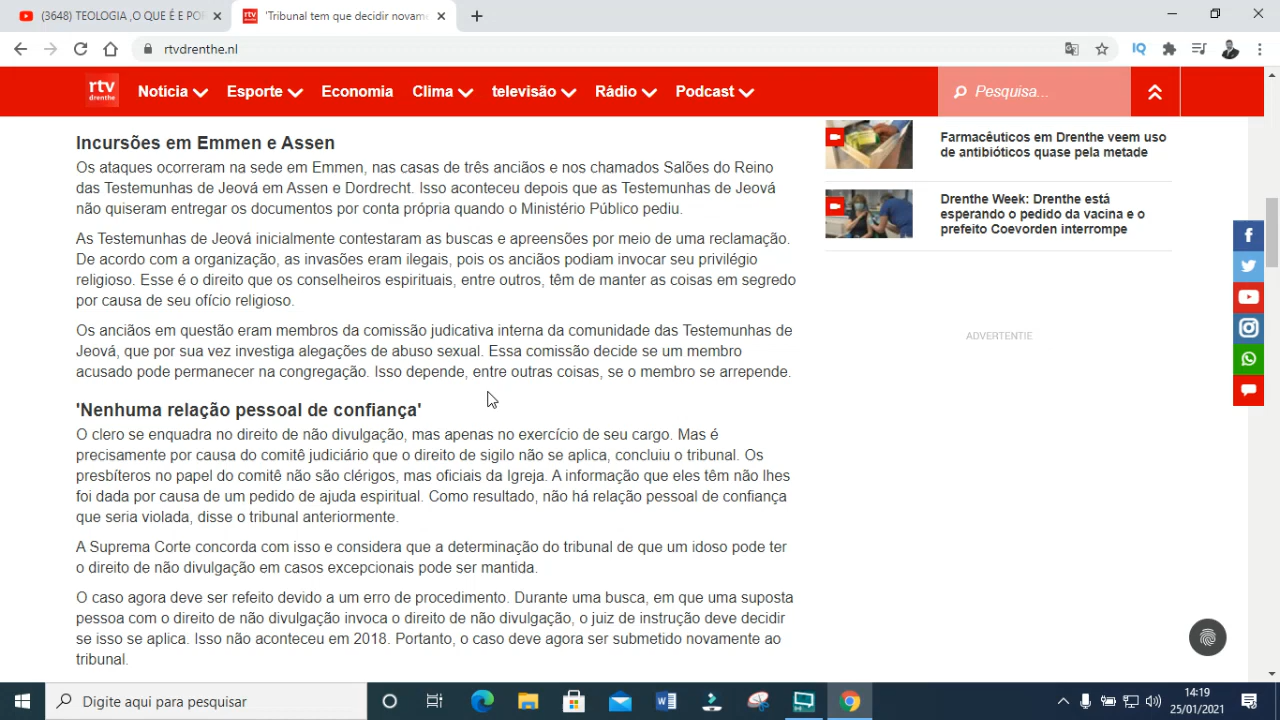 (3648) TEOLOGIA ,O QUE É E POR
'Tribunal tem que decidir novame
rtvdrenthe.nl
IQ
rtv
drenthe
Notícia
Esporte
Economia
Clima
televisão
Rádio
Podcast
Pesquisa...
Incursões em Emmen e Assen
Os ataques ocorreram na sede em Emmen, nas casas de três anciãos e nos chamados Salões do Reino
das Testemunhas de Jeová em Assen e Dordrecht. Isso aconteceu depois que as Testemunhas de Jeová
não quiseram entregar os documentos por conta própria quando o Ministério Público pediu.
As Testemunhas de Jeová inicialmente contestaram as buscas e apreensões por meio de uma reclamação.
De acordo com a organização, as invasões eram ilegais, pois os anciãos podiam invocar seu privilégio
religioso. Esse é o direito que os conselheiros espirituais, entre outros, têm de manter as coisas em segredo
por causa de seu ofício religioso.
Os anciãos em questão eram membros da comissão judicativa interna da comunidade das Testemunhas de
Jeová, que por sua vez investiga alegações de abuso sexual. Essa comissão decide se um membro
acusado pode permanecer na congregação. Isso depende, entre outras coisas, se o membro se arrepende.
'Nenhuma relação pessoal de confiança'
O clero se enquadra no direito de não divulgação, mas apenas no exercício de seu cargo. Mas é
precisamente por causa do comitê judiciário que o direito de sigilo não se aplica, concluiu o tribunal. Os
presbíteros no papel do comitê não são clérigos, mas oficiais da Igreja. A informação que eles têm não lhes
foi dada por causa de um pedido de ajuda espiritual. Como resultado, não há relação pessoal de confiança
que seria violada, disse o tribunal anteriormente.
A Suprema Corte concorda com isso e considera que a determinação do tribunal de que um idoso pode ter
o direito de não divulgação em casos excepcionais pode ser mantida.
O caso agora deve ser refeito devido a um erro de procedimento. Durante uma busca, em que uma suposta
pessoa com o direito de não divulgação invoca o direito de não divulgação, o juiz de instrução deve decidir
se isso se aplica. Isso não aconteceu em 2018. Portanto, o caso deve agora ser submetido novamente ao
tribunal.
Farmacêuticos em Drenthe veem uso
de antibióticos quase pela metade
Drenthe Week: Drenthe está
esperando o pedido da vacina e o
prefeito Coevorden interrompe
ADVERTENTIE
Digite aqui para pesquisar
14:19
25/01/2021